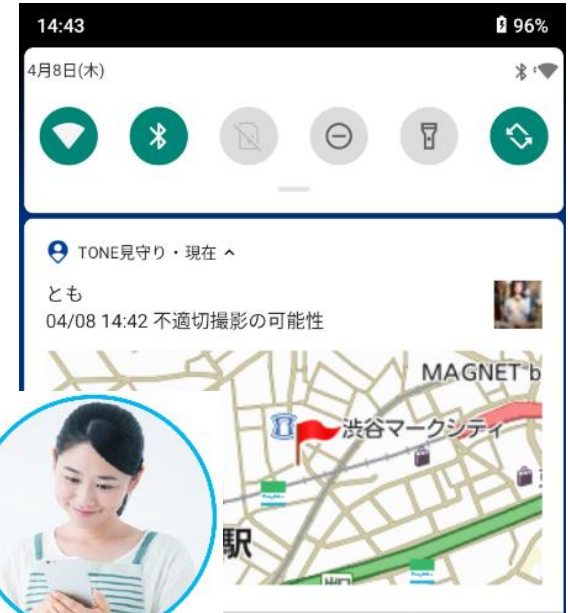 14:43
96%
4月8日(木)
TONE見守り・現在
とも
04/08 14:42 不適切撮影の可能性
MAGNET b
渋谷マークシティ
駅
出口